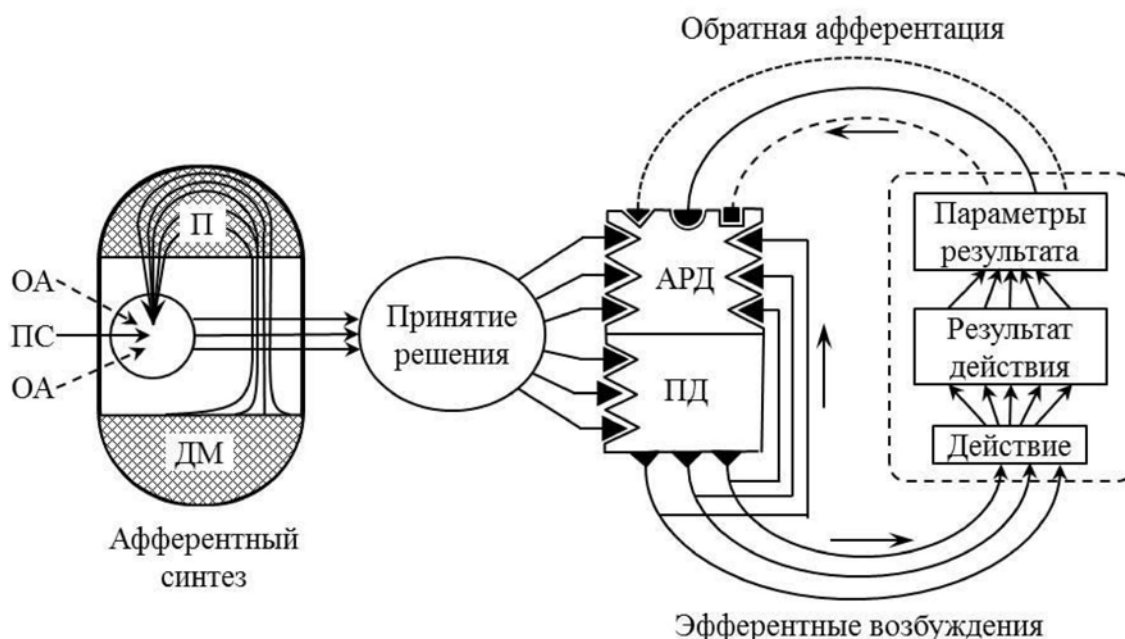 Обратная афферентация
П
ОА
ПС
ОА
ДМ
Афферентный
синтез
Принятие
решения
АРД
ПД
Параметры
результата
Результат
действия
Действие
Эфферентные возбуждения